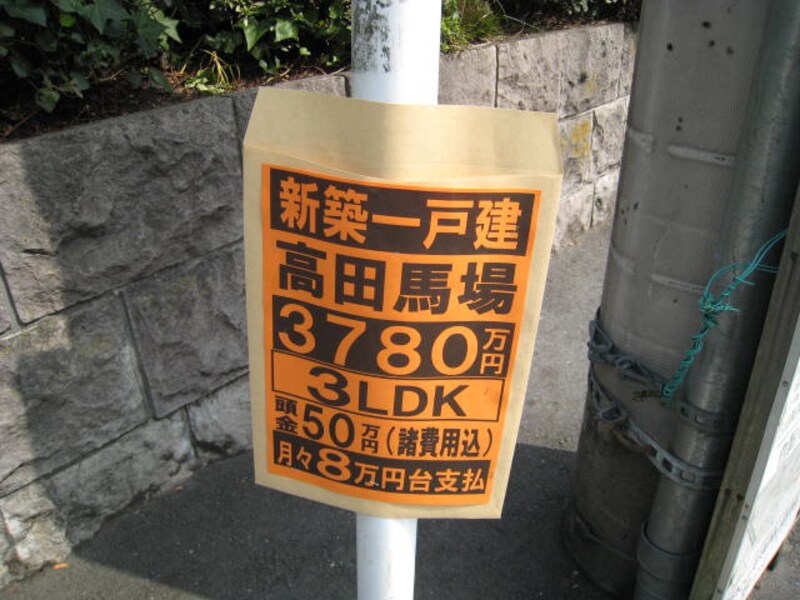 新築一戸建
高田馬場
3780万円
3LDK
頭金50万円(諸費用込)
月々8万円台支払